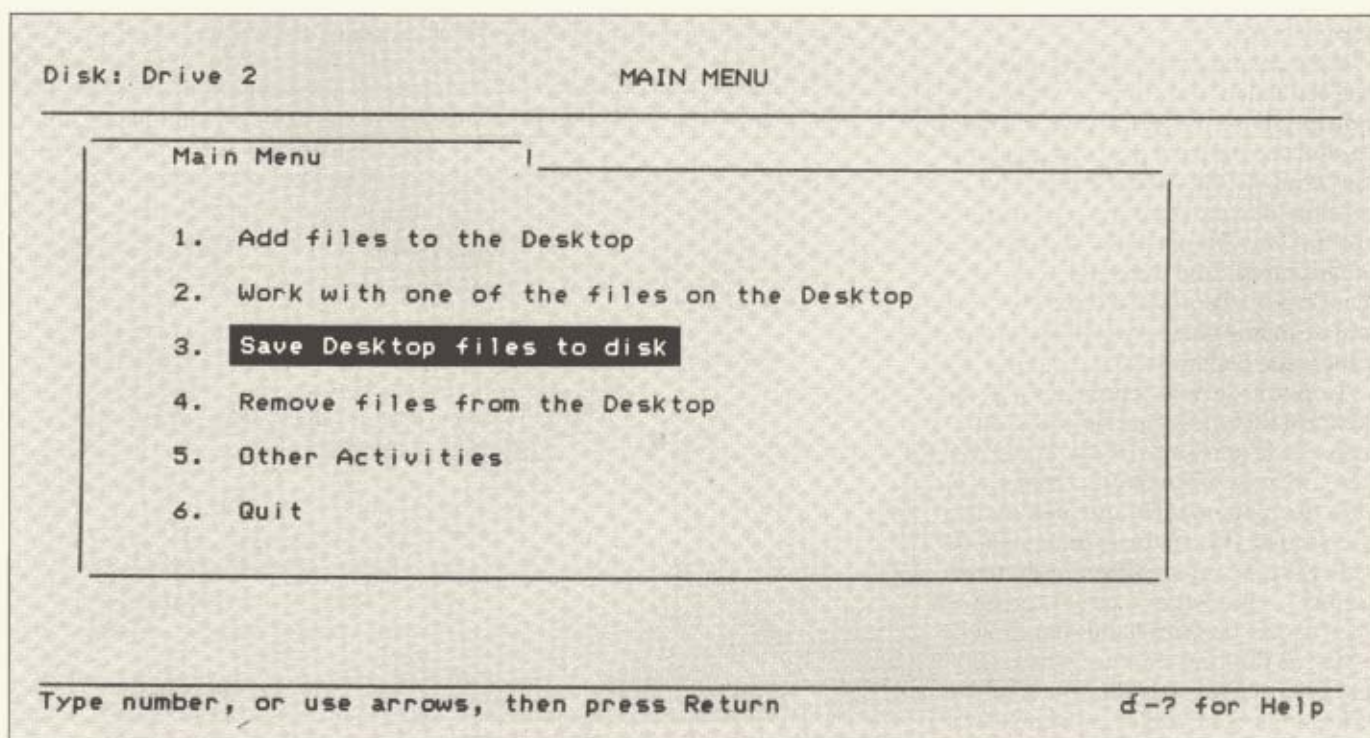 Disk: Drive 2 MAIN MENU
Main Menu
1. Add files to the Desktop
2. Work with one of the files on the Desktop
3. Save Desktop files to disk
4. Remove files from the Desktop
5. Other Activities
6. Quit
Type number, or use arrows, then press Return -? for Help